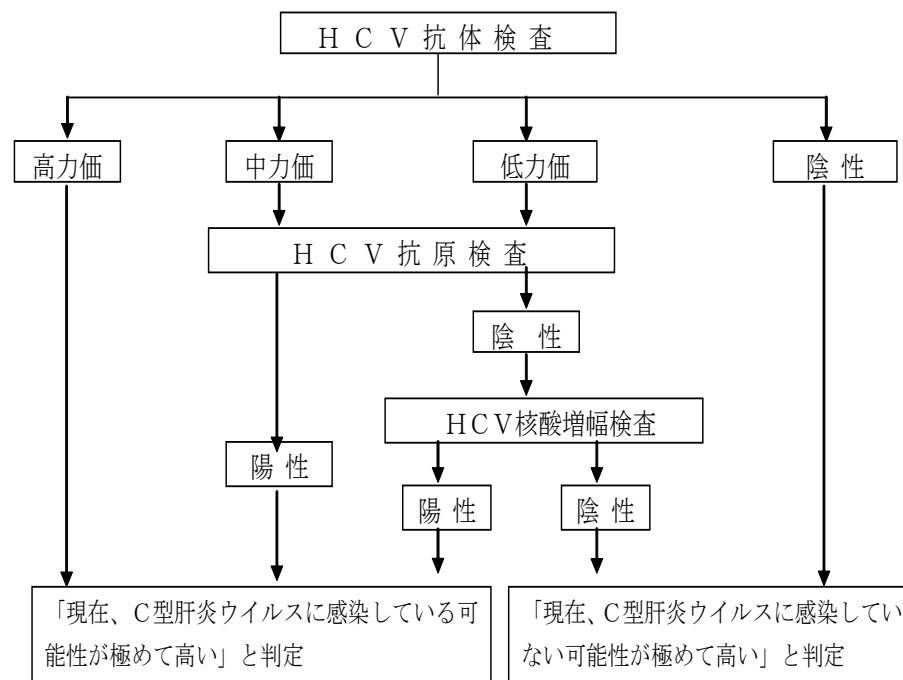 ＨＣＶ抗体検査
高力価
中力価
低力価
陰性
ＨＣＶ抗原検査
陰性
ＨＣＶ核酸増幅検査
陽性
陽性
陰性
「現在、Ｃ型肝炎ウイルスに感染している可
能性が極めて高い」と判定
「現在、Ｃ型肝炎ウイルスに感染してい
ない可能性が極めて高い」と判定